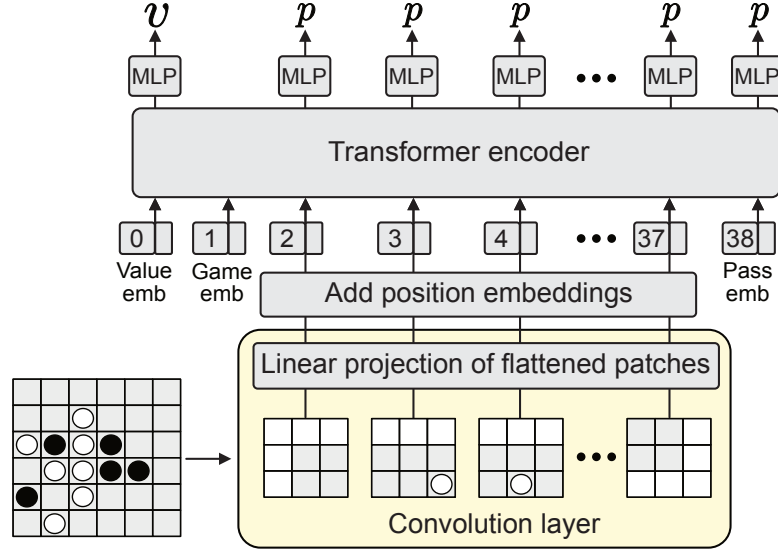 v p p p p p
MLP MLP MLP MLP ••• MLP MLP
Transformer encoder
0 1 2 3 4 ••• 37 38
Value emb Game emb Pass emb
Add position embeddings
Linear projection of flattened patches
•••
Convolution layer